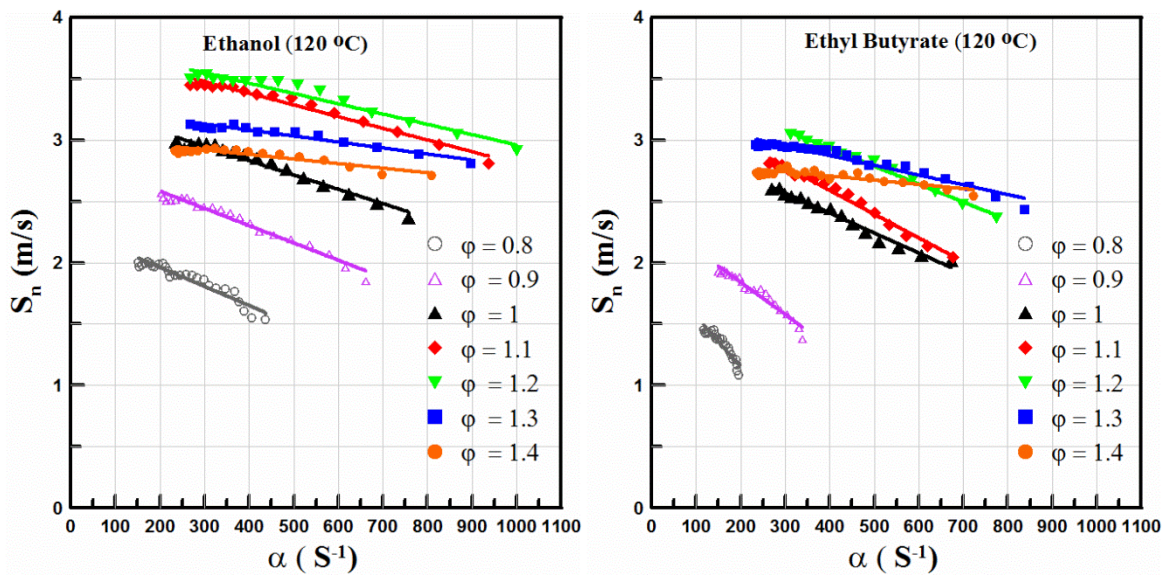 Ethanol (120 ºC)
Sn (m/s)
4
3
2
1
0
φ = 0.8
φ = 0.9
φ = 1
φ = 1.1
φ = 1.2
φ = 1.3
φ = 1.4
0 100 200 300 400 500 600 700 800 900 1000 1100
α ( S-1)
Ethyl Butyrate (120 ºC)
Sn (m/s)
4
3
2
1
0
φ = 0.8
φ = 0.9
φ = 1
φ = 1.1
φ = 1.2
φ = 1.3
φ = 1.4
0 100 200 300 400 500 600 700 800 900 1000 1100
α ( S-1)